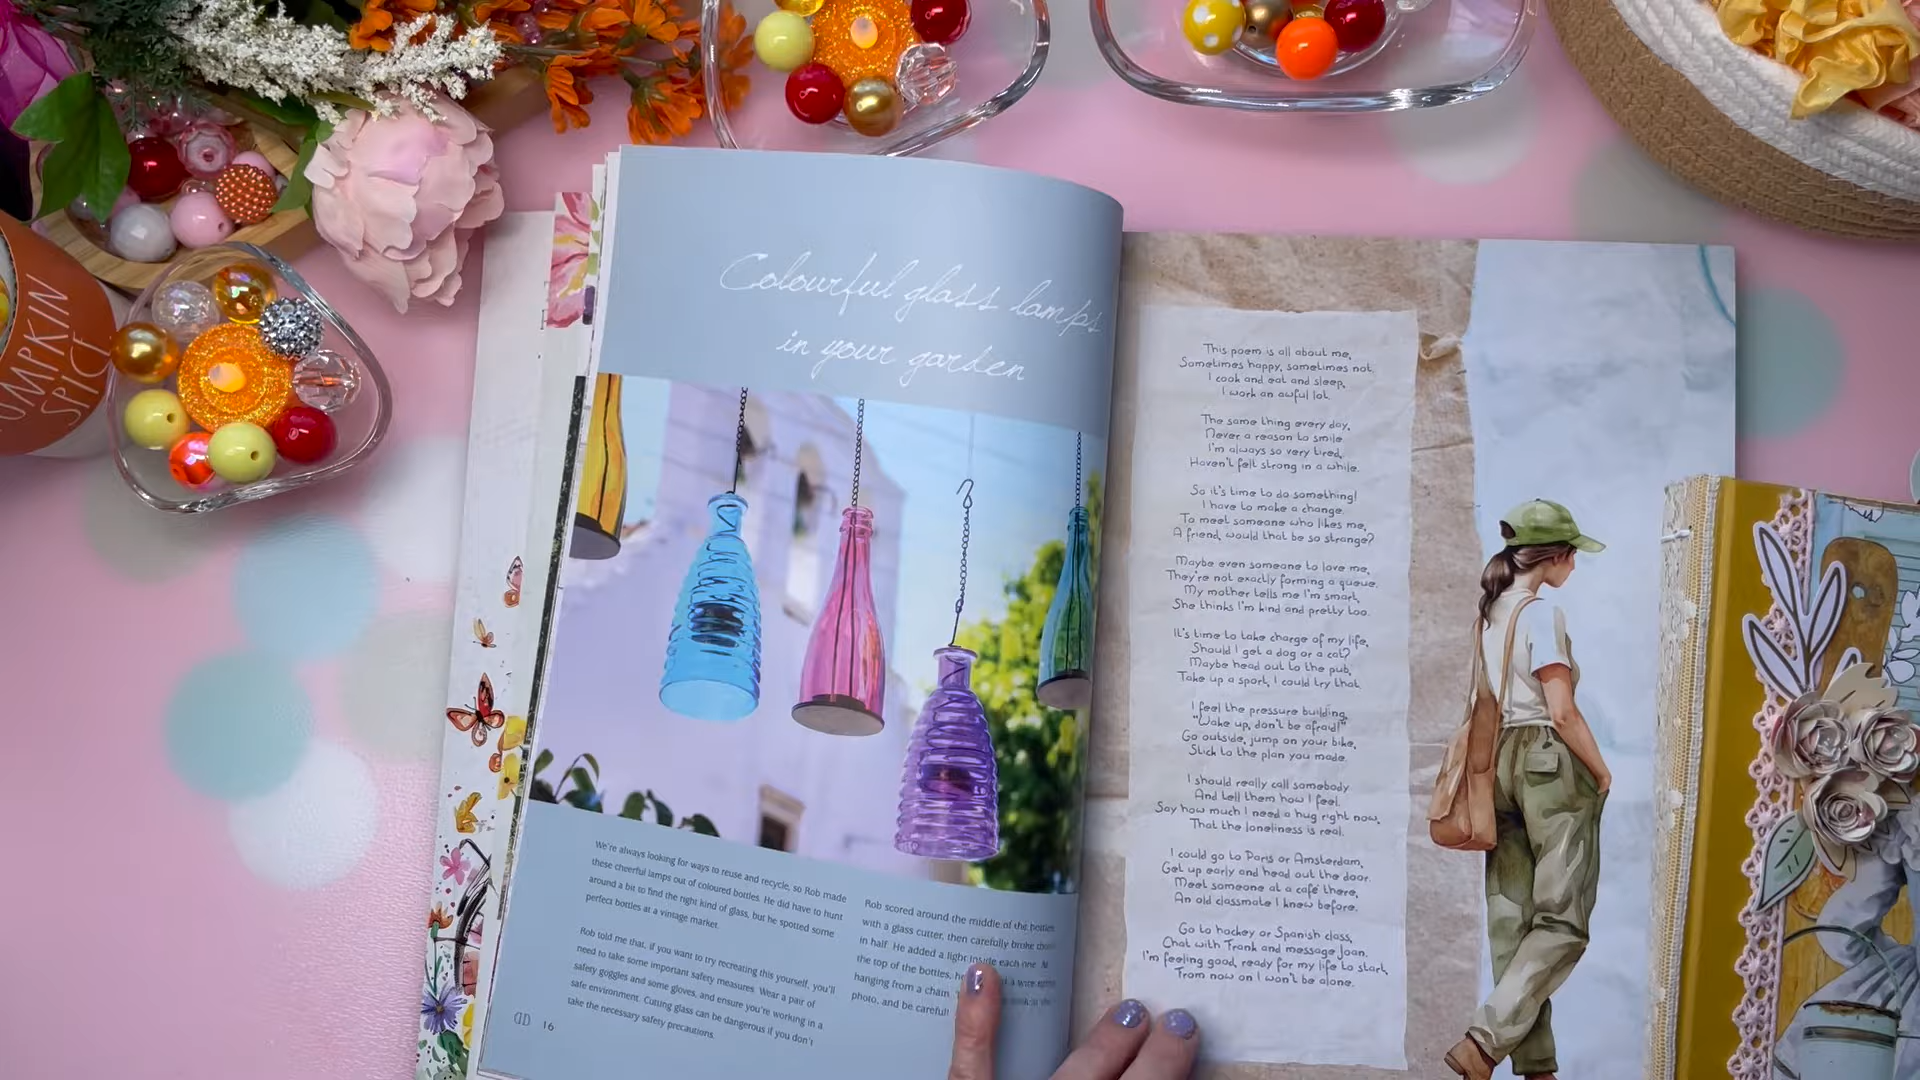 PUMPKIN
SPICE
Colourful glass lamps
in your garden
We're always looking for ways to reuse and recycle, so Rob made
these cheerful lamps out of coloured bottles. He did have to hunt
around a bit to find the right kind of glass, but he spotted some
perfect bottles at a vintage market.
Rob told me that, if you want to try recreating this yourself, you'll
need to take some important safety measures. Wear a pair of
safety goggles and some gloves, and ensure you're working in a
safe environment. Cutting glass can be dangerous if you don't
take the necessary safety precautions.
Rob scored around the middle of the bottles
with a glass cutter, then carefully broke them
in half. He added a light inside each one. At
the top of the bottles, he
hanging from a chain.
photo, and be careful!
16
This poem is all about me,
Sometimes happy, sometimes not.
I cook and eat and sleep,
I work an awful lot.
The same thing every day,
Never a reason to smile.
I'm always so very tired,
Haven't felt strong in a while.
So it's time to do something!
I have to make a change.
To meet someone who likes me,
A friend, would that be so strange?
Maybe even someone to love me,
They're not exactly forming a queue.
My mother tells me I'm smart,
She thinks I'm kind and pretty too.
It's time to take charge of my life,
Should I get a dog or a cat?
Maybe head out to the pub,
Take up a sport, I could try that.
I feel the pressure building,
"Wake up, don't be afraid!"
Go outside, jump on your bike,
Stick to the plan you made.
I should really call somebody
And tell them how I feel.
Say how much I need a hug right now,
That the loneliness is real.
I could go to Paris or Amsterdam,
Get up early and head out the door.
Meet someone at a café there,
An old classmate I knew before.
Go to hockey or Spanish class,
Chat with Frank and message Joan.
I'm feeling good, ready for my life to start,
From now on I won't be alone.